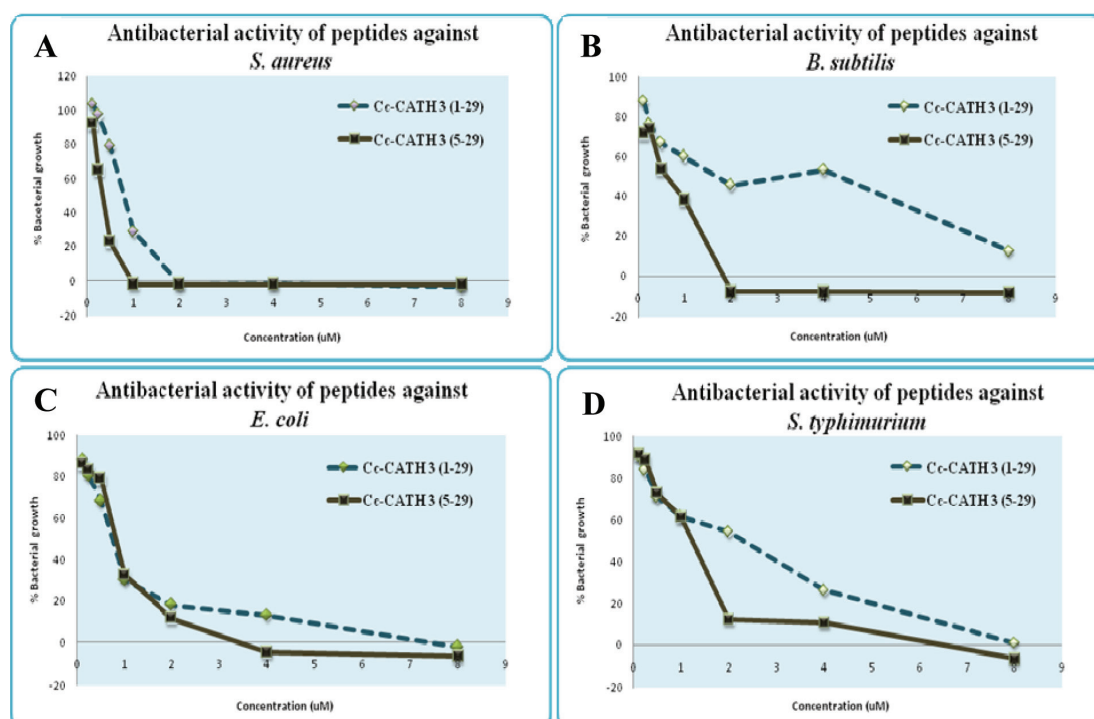 A
Antibacterial activity of peptides against
S. aureus
120
100
80
60
40
20
0
-20
% Baceterial growth
Cc-CATH3 (1-29)
Cc-CATH3 (5-29)
0 1 2 3 4 5 6 7 8 9
Concentration (uM)
B
Antibacterial activity of peptides against
B. subtilis
100
80
60
40
20
0
-20
% Bacterial growth
Cc-CATH3 (1-29)
Cc-CATH3 (5-29)
0 1 2 3 4 5 6 7 8 9
Concentration (uM)
C
Antibacterial activity of peptides against
E. coli
100
80
60
40
20
0
-20
% Bacterial growth
Cc-CATH3 (1-29)
Cc-CATH3 (5-29)
0 1 2 3 4 5 6 7 8 9
Concentration (uM)
D
Antibacterial activity of peptides against
S. typhimurium
100
80
60
40
20
0
-20
% Bacterial growth
Cc-CATH3 (1-29)
Cc-CATH3 (5-29)
0 1 2 3 4 5 6 7 8 9
Concentration (uM)